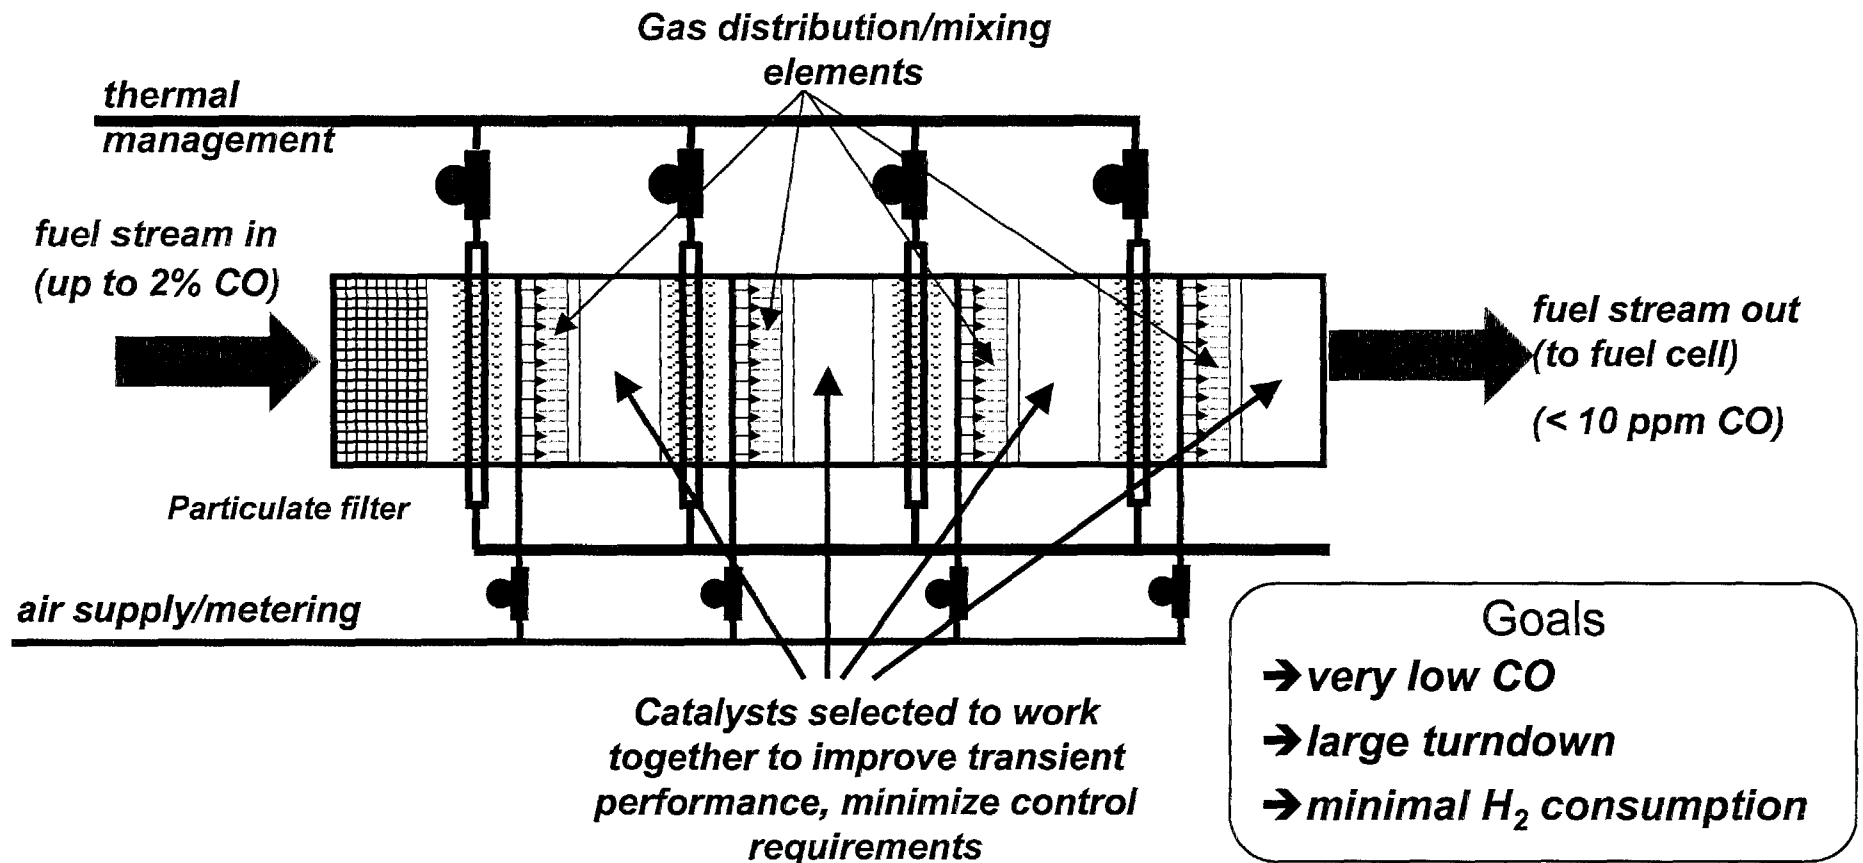 Gas distribution/mixing
elements
thermal
management
fuel stream in
(up to 2% CO)
fuel stream out
(to fuel cell)
(< 10 ppm CO)
Particulate filter
air supply/metering
Catalysts selected to work
together to improve transient
performance, minimize control
requirements
Goals
➔very low CO
➔large turndown
➔minimal H₂ consumption